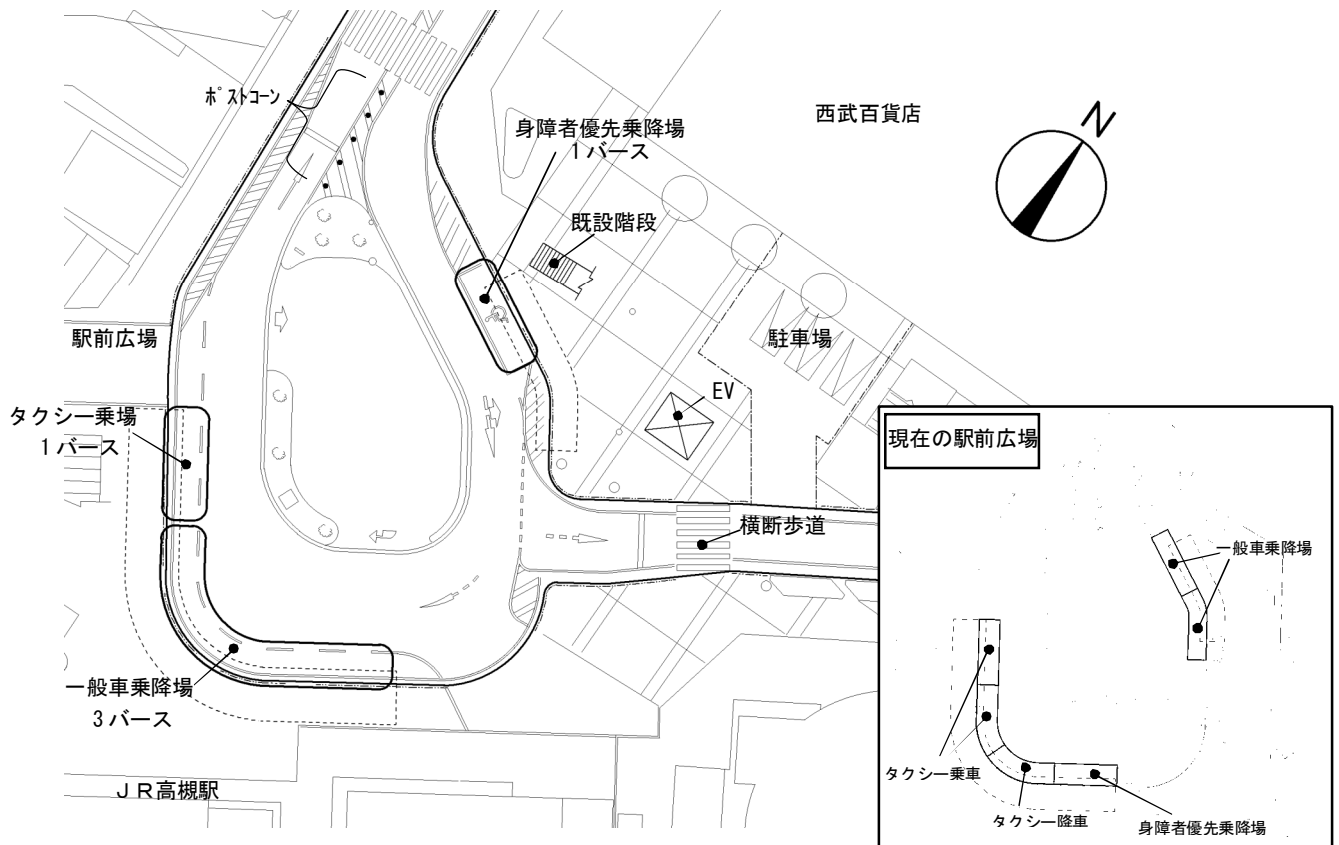 ﾎﾟｽﾄｺｰﾝ
西武百貨店
N
身障者優先乗降場
1バース
既設階段
駅前広場
駐車場
EV
タクシー乗場
1バース
現在の駅前広場
横断歩道
一般車乗降場
一般車乗降場
3バース
タクシー乗車
タクシー降車
身障者優先乗降場
JR高槻駅